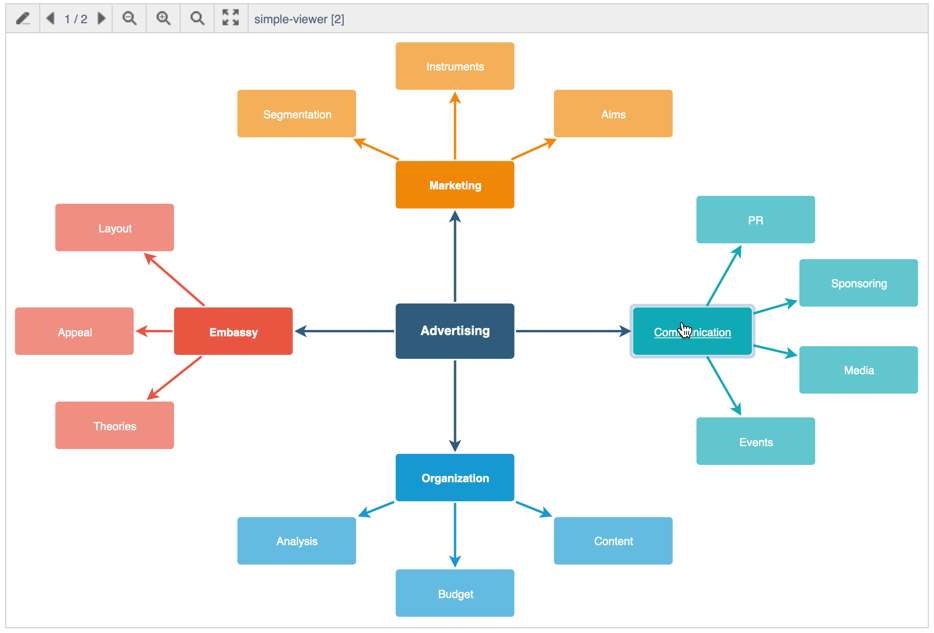 1 / 2
simple-viewer [2]
Instruments
Segmentation
Aims
Marketing
PR
Layout
Sponsoring
Advertising
Embassy
Appeal
Communication
Media
Theories
Events
Organization
Analysis
Content
Budget